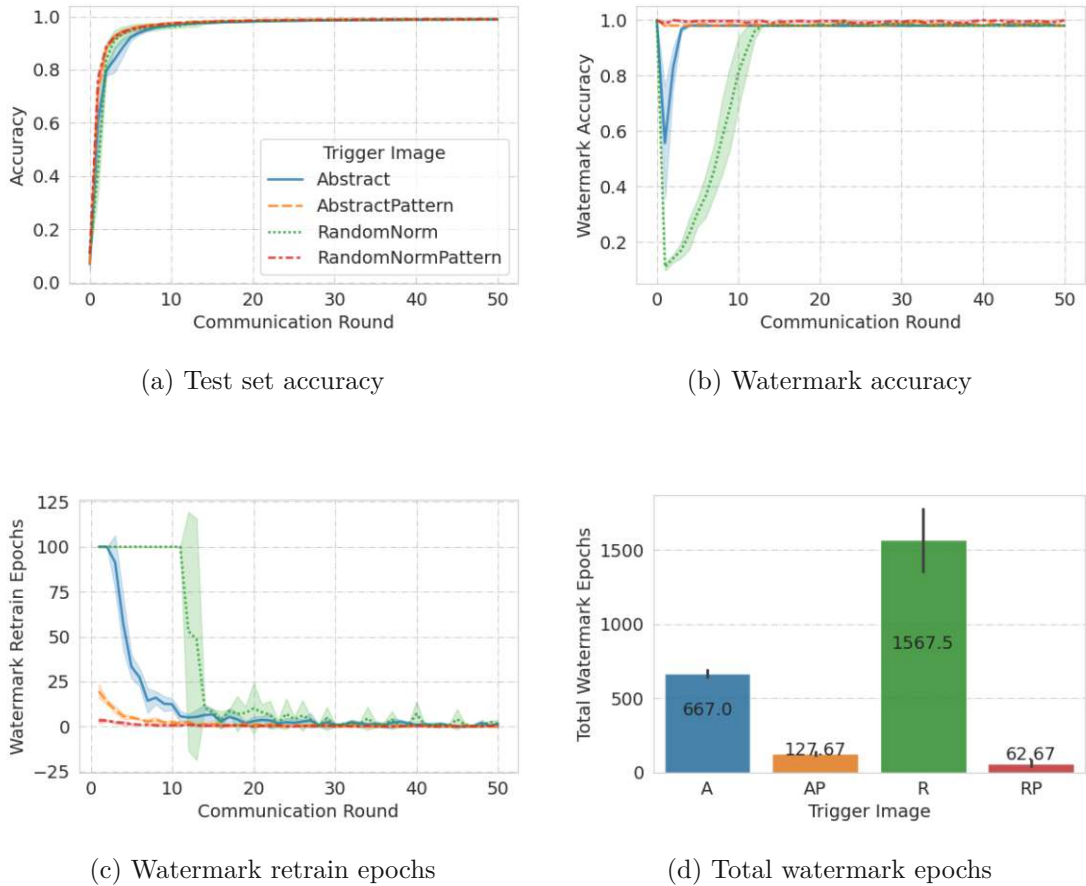 1.0
0.8
0.6
0.4
0.2
0.0
Accuracy
Trigger Image
Abstract
AbstractPattern
RandomNorm
RandomNormPattern
0 10 20 30 40 50
Communication Round
(a) Test set accuracy
1.0
0.8
0.6
0.4
0.2
Watermark Accuracy
0 10 20 30 40 50
Communication Round
(b) Watermark accuracy
125
100
75
50
25
0
−25
Watermark Retrain Epochs
0 10 20 30 40 50
Communication Round
(c) Watermark retrain epochs
1500
1000
500
0
Total Watermark Epochs
667.0
127.67
1567.5
62.67
A AP R RP
Trigger Image
(d) Total watermark epochs